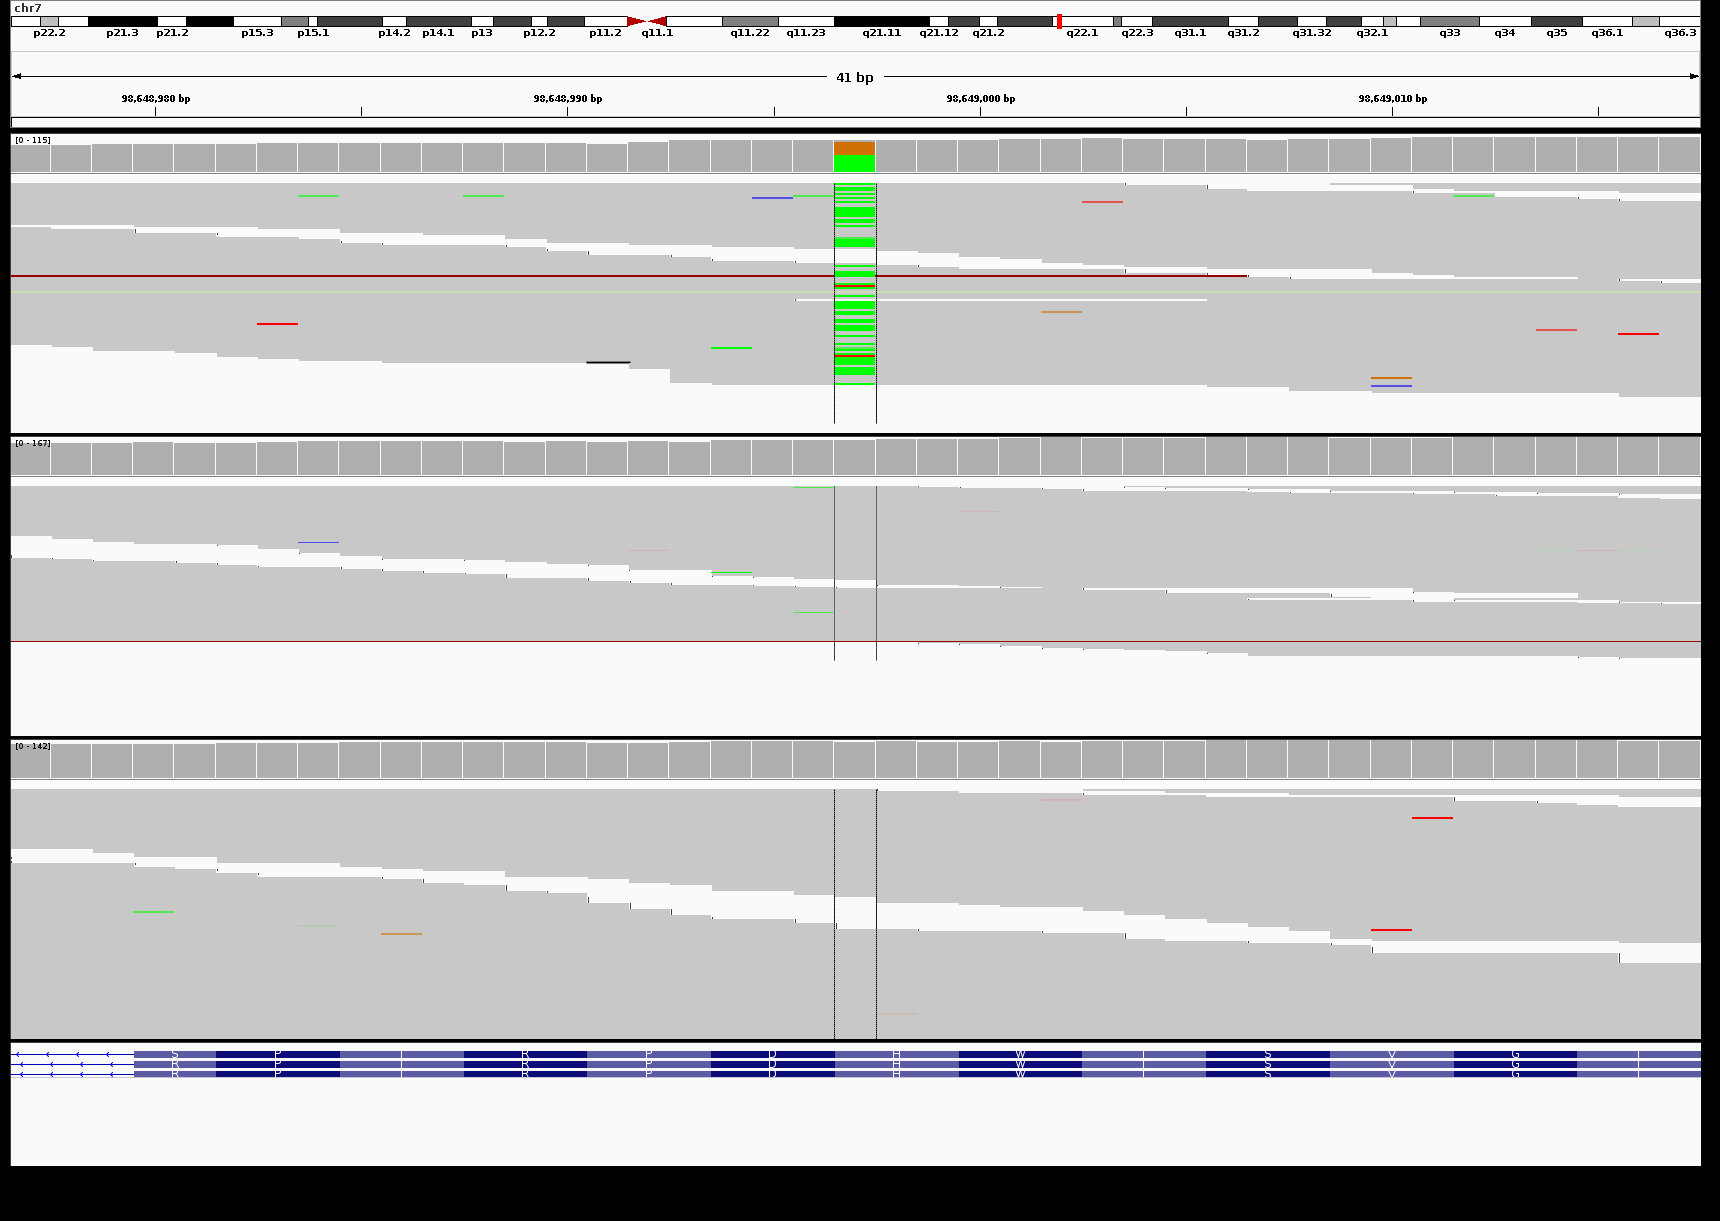 chr7
p22.2 p21.3 p21.2 p15.3 p15.1 p14.2 p14.1 p13 p12.2 p11.2 q11.1 q11.22 q11.23 q21.11 q21.12 q21.2 q22.1 q22.3 q31.1 q31.2 q31.32 q32.1 q33 q34 q35 q36.1 q36.3
41 bp
98,648,980 bp 98,648,990 bp 98,649,000 bp 98,649,010 bp
[0 - 115]
[0 - 167]
[0 - 142]
S P I R P D H W I S V G I
R P I R P D H W I S V G I
R P I R P D H W I S V G I